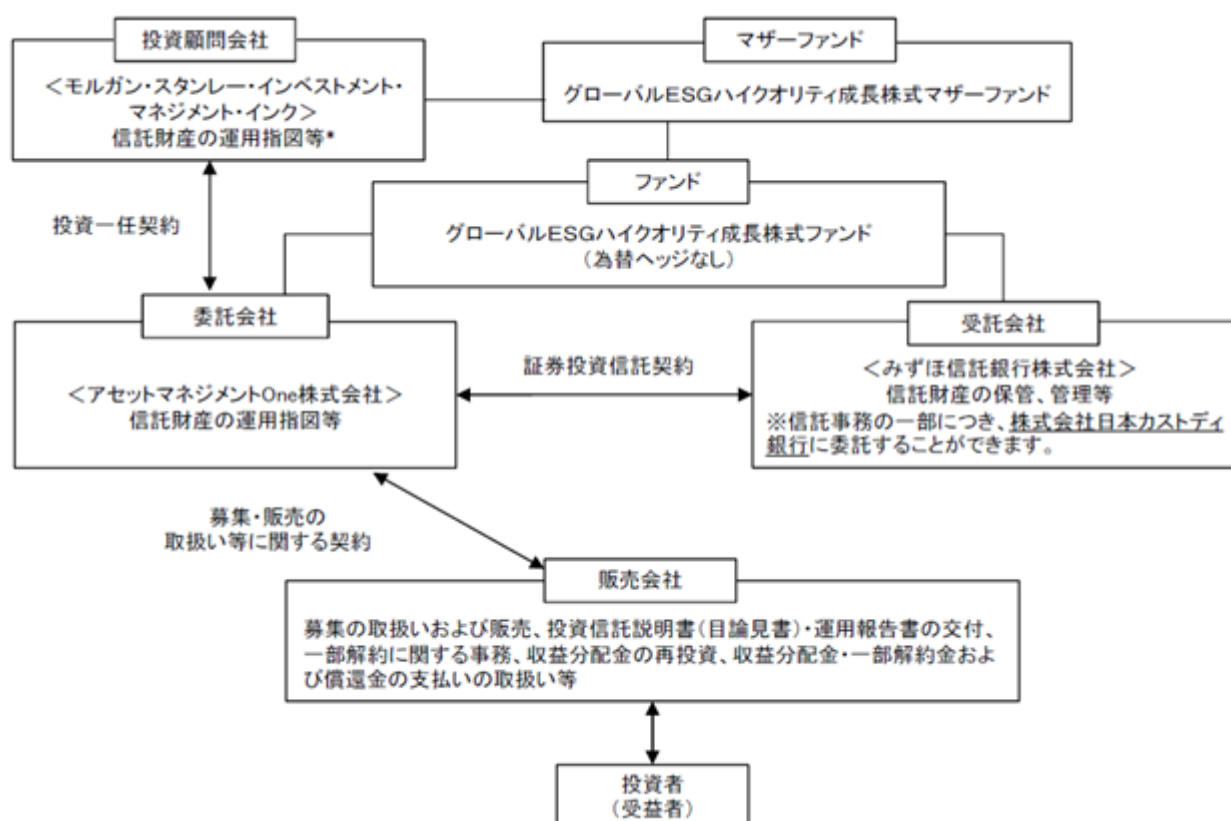 投資顧問会社
<モルガン・スタンレー・インベストメント・
マネジメント・インク>
信託財産の運用指図等*
マザーファンド
グローバルESGハイクオリティ成長株式マザーファンド
ファンド
グローバルESGハイクオリティ成長株式ファンド
(為替ヘッジなし)
投資一任契約
委託会社
<アセットマネジメントOne株式会社>
信託財産の運用指図等
証券投資信託契約
受託会社
<みずほ信託銀行株式会社>
信託財産の保管、管理等
※信託事務の一部につき、株式会社日本カストディ
銀行に委託することができます。
募集・販売の
取扱い等に関する契約
販売会社
募集の取扱いおよび販売、投資信託説明書(目論見書)・運用報告書の交付、
一部解約に関する事務、収益分配金の再投資、収益分配金・一部解約金およ
び償還金の支払いの取扱い等
投資者
(受益者)